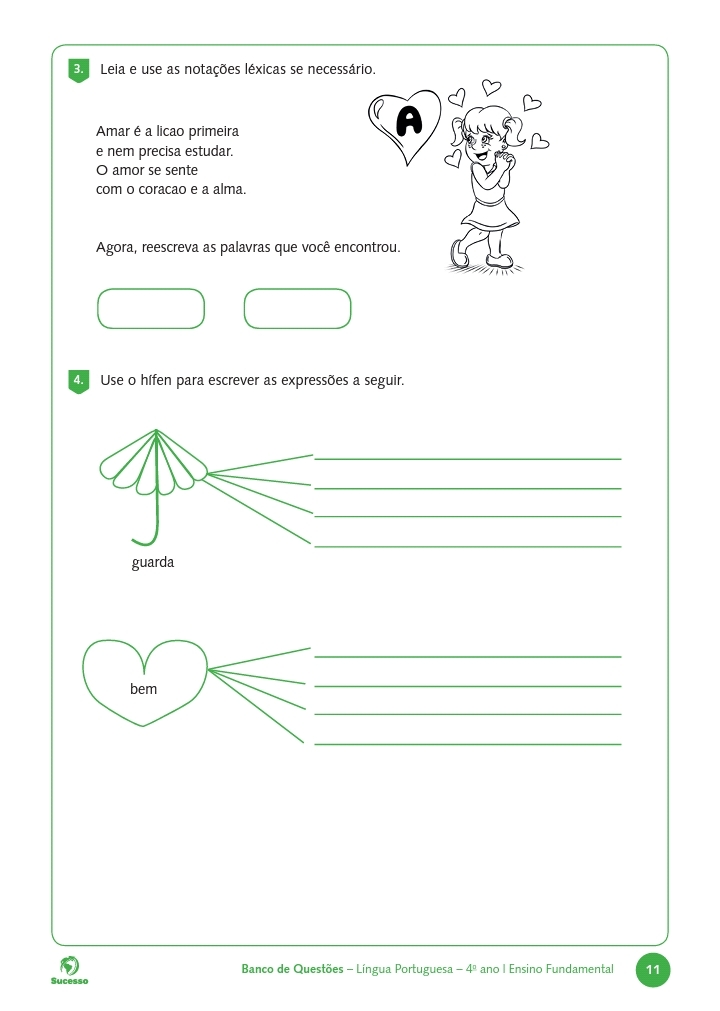 3. Leia e use as notações léxicas se necessário.
A
Amar é a licao primeira
e nem precisa estudar.
O amor se sente
com o coracao e a alma.
Agora, reescreva as palavras que você encontrou.
4. Use o hífen para escrever as expressões a seguir.
guarda
bem
Sucesso
Banco de Questões – Língua Portuguesa – 4º ano | Ensino Fundamental
11